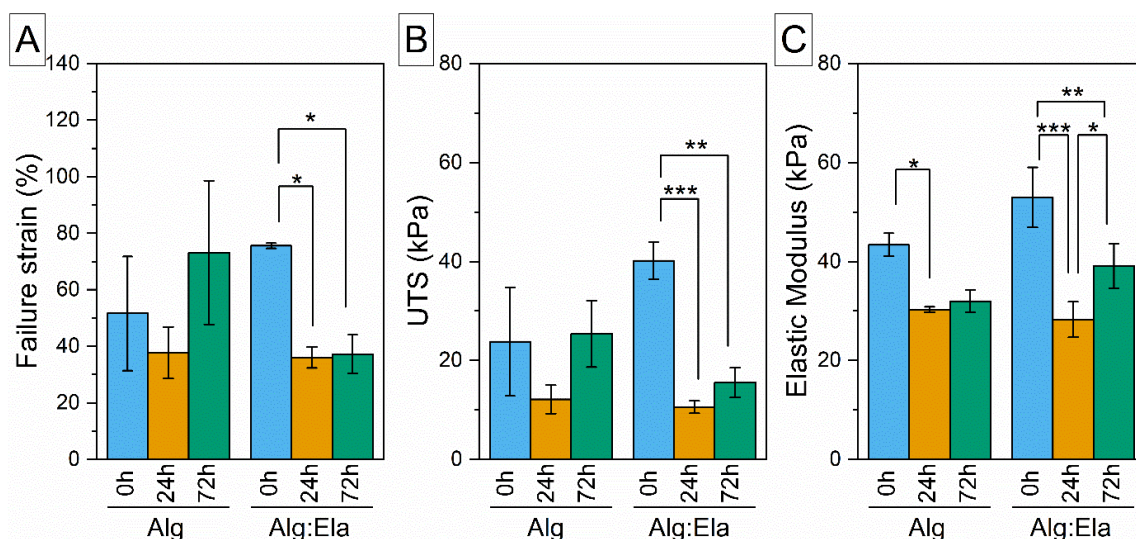 A
Failure strain (%)
140
120
100
80
60
40
20
0
*
*
0h
24h
72h
0h
24h
72h
Alg
Alg:Ela
B
UTS (kPa)
80
60
40
20
0
**
***
0h
24h
72h
0h
24h
72h
Alg
Alg:Ela
C
Elastic Modulus (kPa)
80
60
40
20
0
*
**
***
*
0h
24h
72h
0h
24h
72h
Alg
Alg:Ela